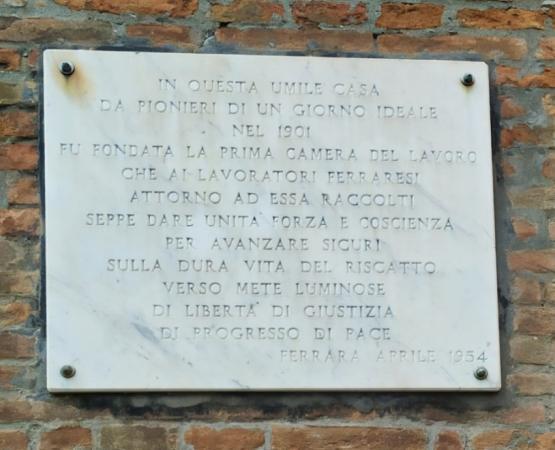 IN QUESTA UMILE CASA
DA PIONIERI DI UN GIORNO IDEALE
NEL 1901
FU FONDATA LA PRIMA CAMERA DEL LAVORO
CHE AI LAVORATORI FERRARESI
ATTORNO AD ESSA RACCOLTI
SEPPE DARE UNITÀ FORZA E COSCIENZA
PER AVANZARE SICURI
SULLA DURA VITA DEL RISCATTO
VERSO METE LUMINOSE
DI LIBERTÀ DI GIUSTIZIA
DI PROGRESSO DI PACE
FERRARA APRILE 1954